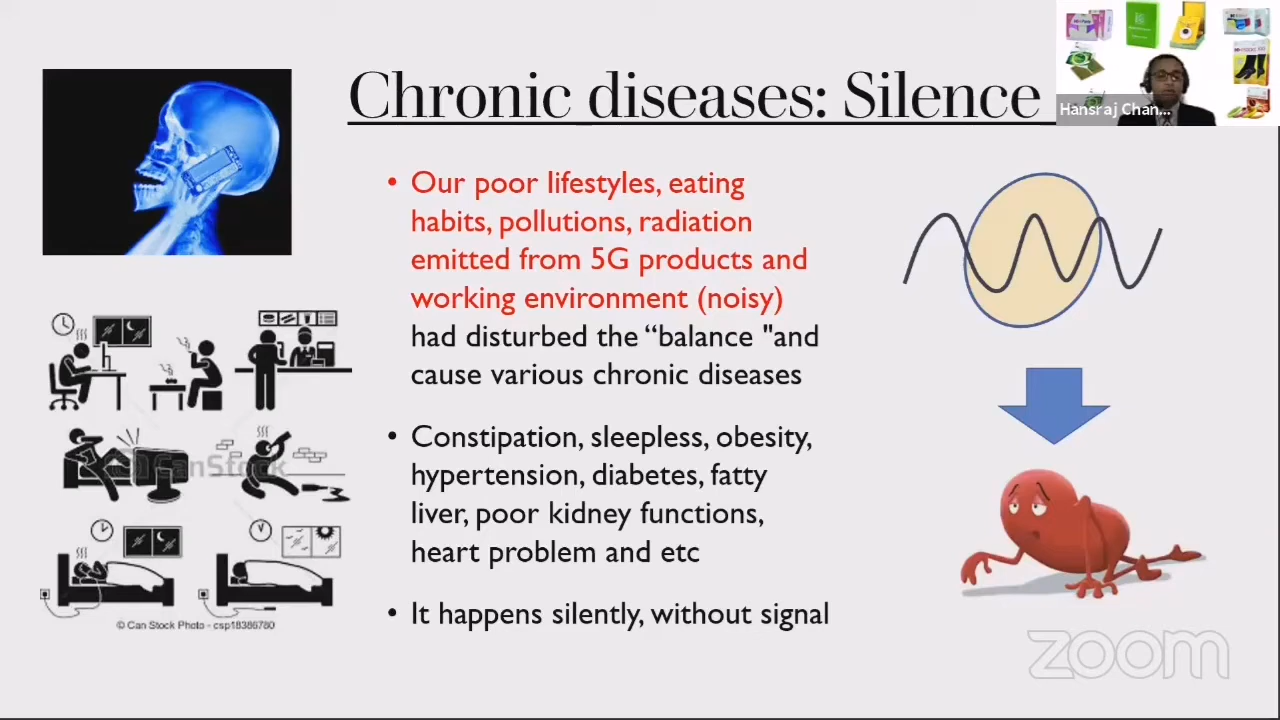 Chronic diseases: Silence
Hansraj Chan...
• Our poor lifestyles, eating
habits, pollutions, radiation
emitted from 5G products and
working environment (noisy)
had disturbed the “balance "and
cause various chronic diseases
• Constipation, sleepless, obesity,
hypertension, diabetes, fatty
liver, poor kidney functions,
heart problem and etc
• It happens silently, without signal
CanStock
© Can Stock Photo - csp18386780
zoom